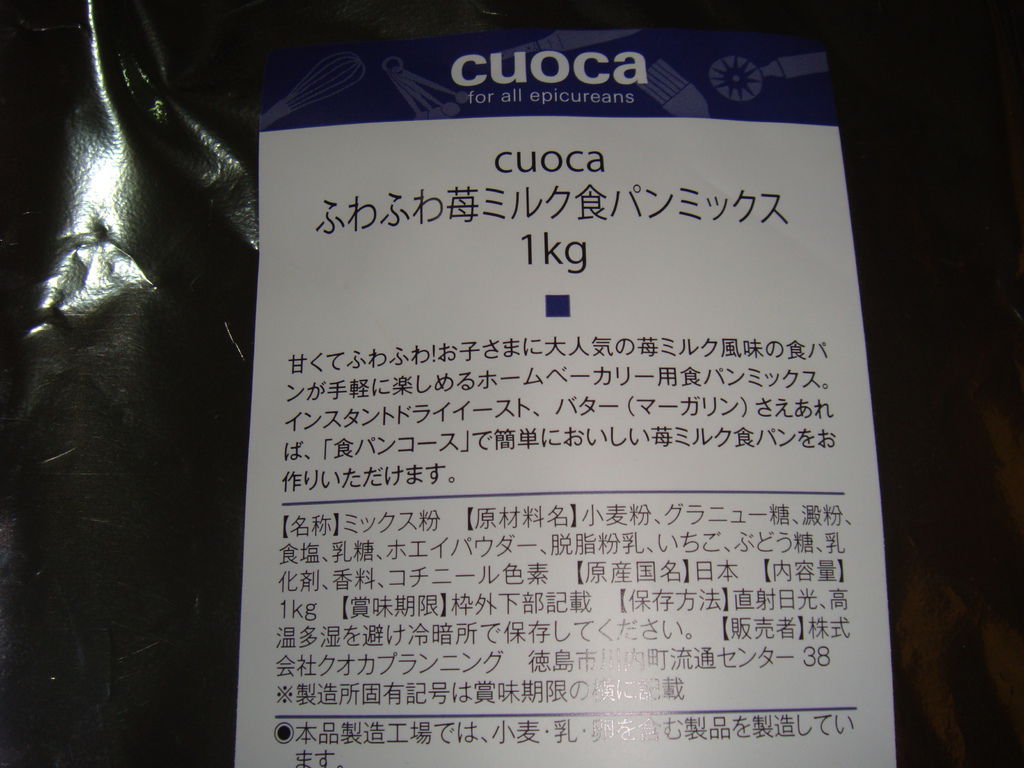 cuoca
for all epicureans
cuoca
ふわふわ苺ミルク食パンミックス
1kg
甘くてふわふわ!お子さまに大人気の苺ミルク風味の食パ
ンが手軽に楽しめるホームベーカリー用食パンミックス。
インスタントドライイースト、バター(マーガリン)さえあれ
ば、「食パンコース」で簡単においしい苺ミルク食パンをお
作りいただけます。
【名称】ミックス粉 【原材料名】小麦粉、グラニュー糖、澱粉、
食塩、乳糖、ホエイパウダー、脱脂粉乳、いちご、ぶどう糖、乳
化剤、香料、コチニール色素 【原産国名】日本 【内容量】
1kg 【賞味期限】枠外下部記載 【保存方法】直射日光、高
温多湿を避け冷暗所で保存してください。 【販売者】株式
会社クオカプランニング 徳島市川内町流通センター 38
※製造所固有記号は賞味期限の横に記載
◉本品製造工場では、小麦・乳・卵を含む製品を製造してい
ます。